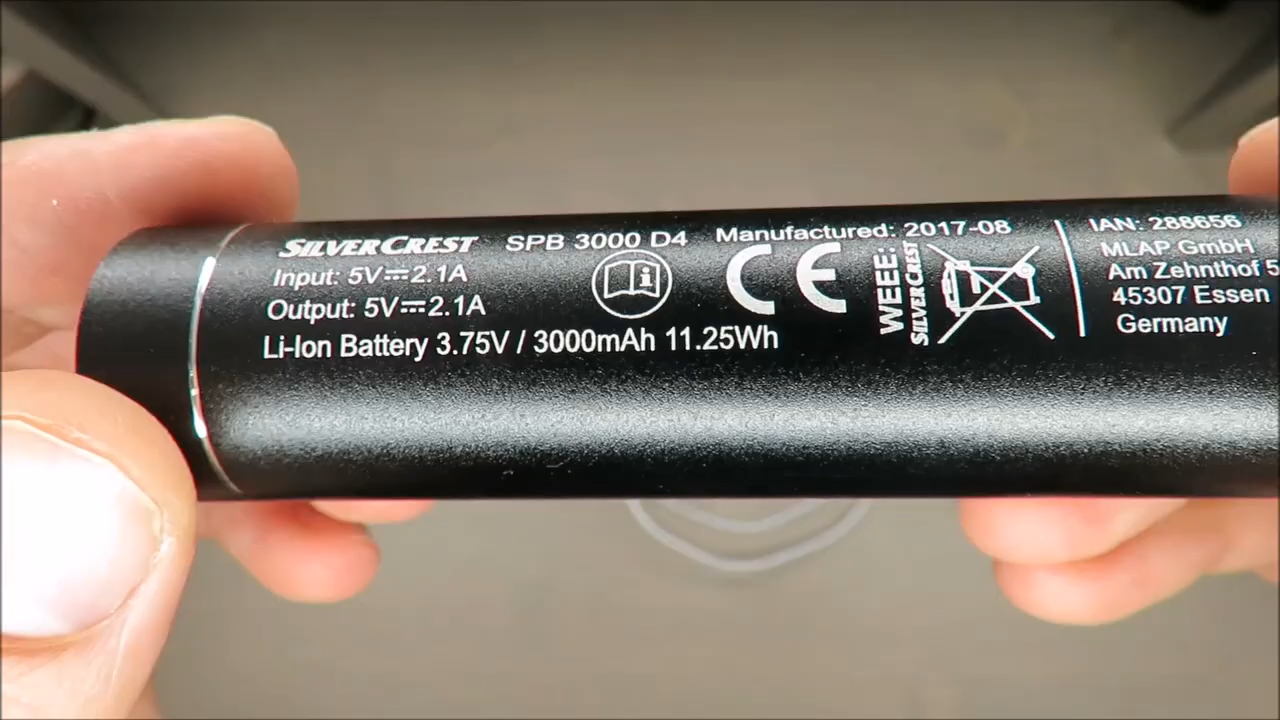 SILVERCREST SPB 3000 D4 Manufactured: 2017-08
Input: 5V⎓2.1A
Output: 5V⎓2.1A
Li-Ion Battery 3.75V / 3000mAh 11.25Wh
CE
WEEE:
SILVERCREST
IAN: 288656
MLAP GmbH
Am Zehnthof 5
45307 Essen
Germany